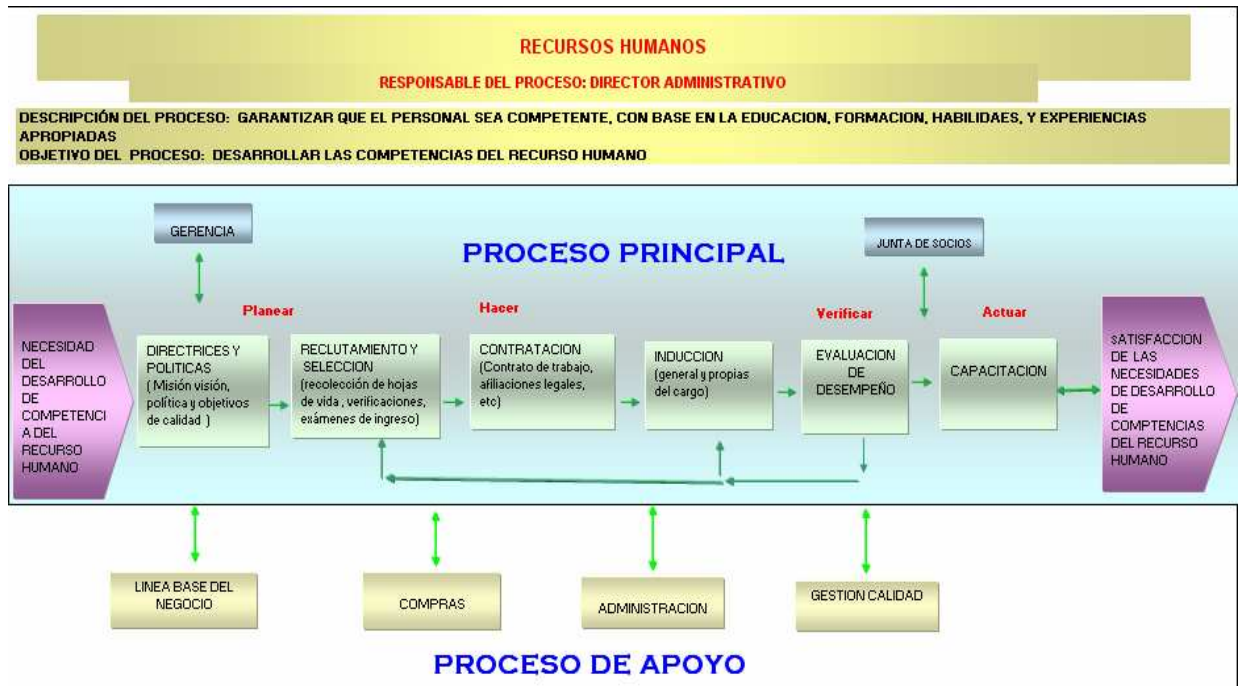 RECURSOS HUMANOS
RESPONSABLE DEL PROCESO: DIRECTOR ADMINISTRATIVO
DESCRIPCIÓN DEL PROCESO: GARANTIZAR QUE EL PERSONAL SEA COMPETENTE, CON BASE EN LA EDUCACION, FORMACION, HABILIDAES, Y EXPERIENCIAS
APROPIADAS
OBJETIVO DEL PROCESO: DESARROLLAR LAS COMPETENCIAS DEL RECURSO HUMANO
GERENCIA
PROCESO PRINCIPAL
JUNTA DE SOCIOS
Planear
Hacer
Verificar
Actuar
NECESIDAD
DEL
DESARROLLO
DE
COMPETENCI
A DEL
RECURSO
HUMANO
DIRECTRICES Y
POLITICAS
( Misión visión,
política y objetivos
de calidad )
RECLUTAMIENTO Y
SELECCION
(recolección de hojas
de vida , verificaciones,
exámenes de ingreso)
CONTRATACION
(Contrato de trabajo,
afiliaciones legales,
etc)
INDUCCION
(general y propias
del cargo)
EVALUACION
DE
DESEMPEÑO
CAPACITACION
sATISFACCION
DE LAS
NECESIDADES
DE DESARROLLO
DE
COMPTENCIAS
DEL RECURSO
HUMANO
LINEA BASE DEL
NEGOCIO
COMPRAS
ADMINISTRACION
GESTION CALIDAD
PROCESO DE APOYO